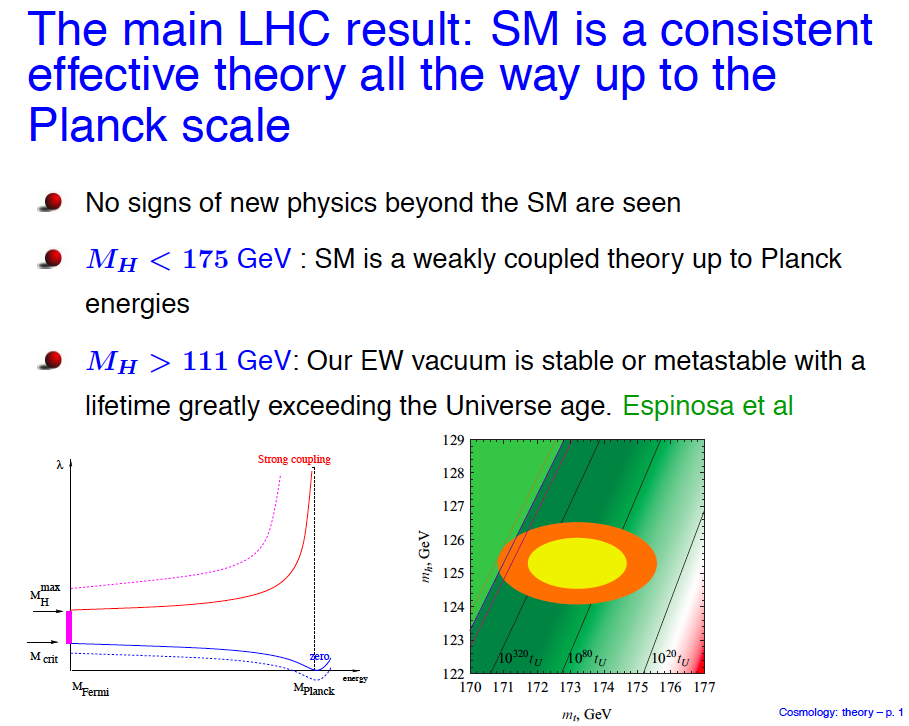 The main LHC result: SM is a consistent
effective theory all the way up to the
Planck scale
No signs of new physics beyond the SM are seen
M_H < 175 GeV : SM is a weakly coupled theory up to Planck
energies
M_H > 111 GeV: Our EW vacuum is stable or metastable with a
lifetime greatly exceeding the Universe age. Espinosa et al
Strong coupling
λ
M_H^max
M crit
zero
energy
M_Fermi
M_Planck
129
128
127
126
125
124
123
122
m_h, GeV
10^320 t_U
10^80 t_U
10^20 t_U
170 171 172 173 174 175 176 177
m_t, GeV
Cosmology: theory – p. 1